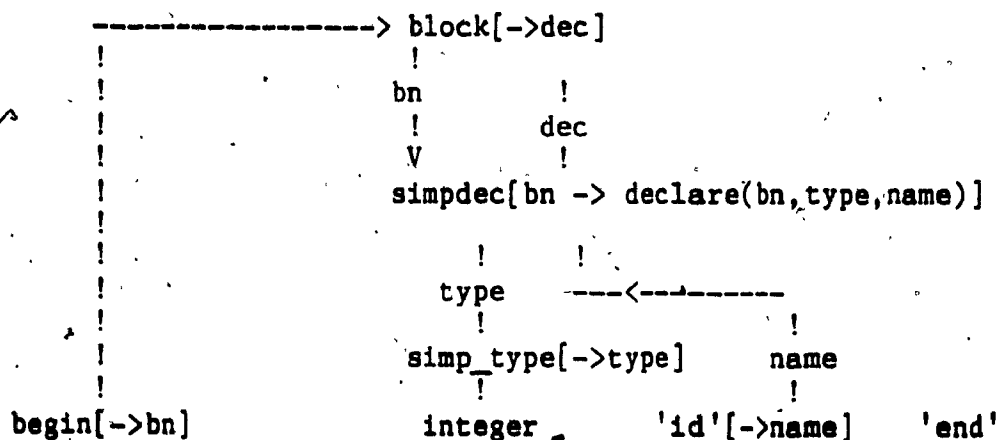 block[->dec]
bn
dec
V
simpdec[bn -> declare(bn,type,name)]
type
simp_type[->type] name
begin[->bn] integer 'id'[->name] 'end'